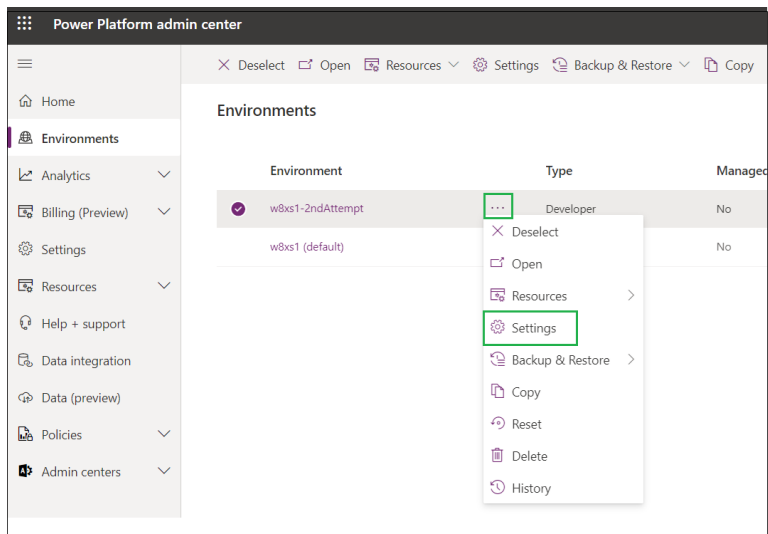 Power Platform admin center
Deselect Open Resources Settings Backup & Restore Copy
Home
Environments
Analytics
Billing (Preview)
Settings
Resources
Help + support
Data integration
Data (preview)
Policies
Admin centers
Environments
Environment Type Managed
w8xs1-2ndAttempt ... Developer No
w8xs1 (default) No
Deselect
Open
Resources
Settings
Backup & Restore
Copy
Reset
Delete
History